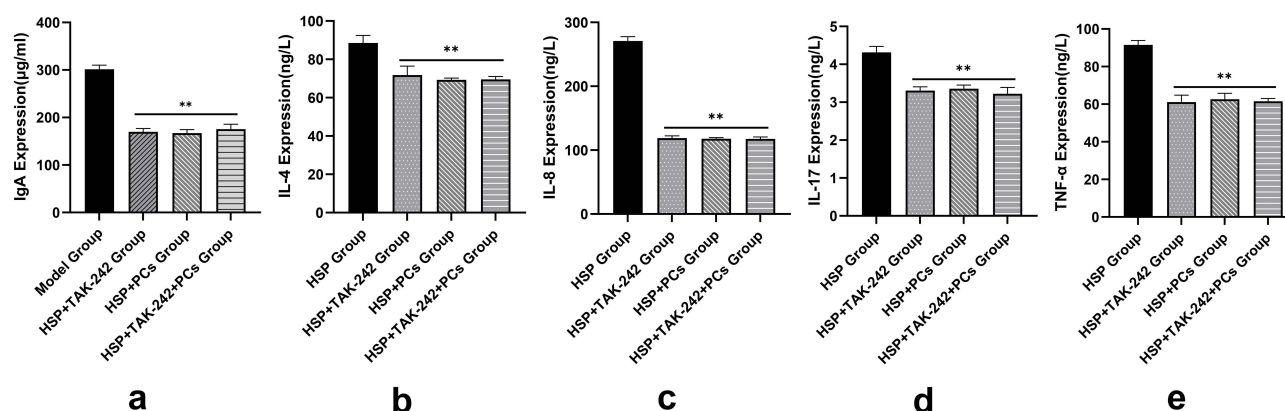 IgA Expression(μg/ml)
400
300
200
100
0
**
Model Group
HSP+TAK-242 Group
HSP+PCs Group
HSP+TAK-242+PCs Group
a
IL-4 Expression(ng/L)
100
80
60
40
20
0
**
HSP Group
HSP+TAK-242 Group
HSP+PCs Group
HSP+TAK-242+PCs Group
b
IL-8 Expression(ng/L)
300
200
100
0
**
HSP Group
HSP+TAK-242 Group
HSP+PCs Group
HSP+TAK-242+PCs Group
c
IL-17 Expression(ng/L)
5
4
3
2
1
0
**
HSP Group
HSP+TAK-242 Group
HSP+PCs Group
HSP+TAK-242+PCs Group
d
TNF-α Expression(ng/L)
100
80
60
40
20
0
**
HSP Group
HSP+TAK-242 Group
HSP+PCs Group
HSP+TAK-242+PCs Group
e